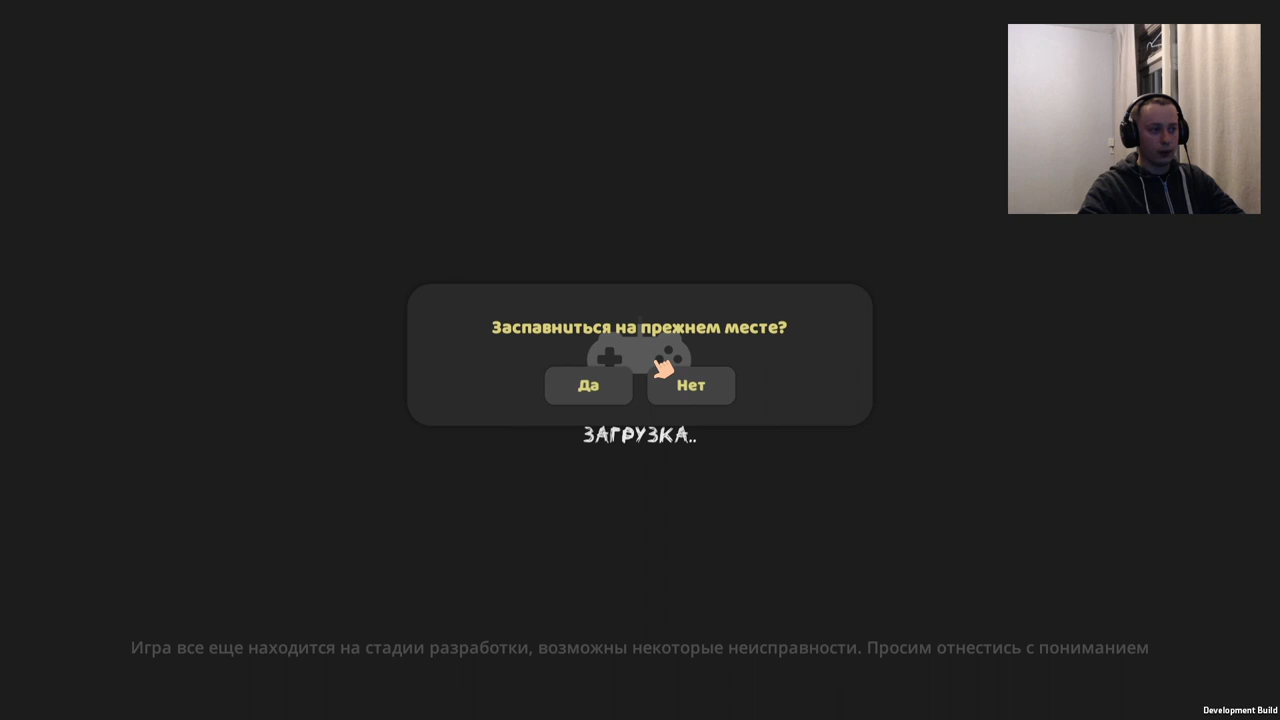 Заспавниться на прежнем месте?
Да
Нет
ЗАГРУЗКА..
Игра все еще находится на стадии разработки, возможны некоторые неисправности. Просим отнестись с пониманием
Development Build